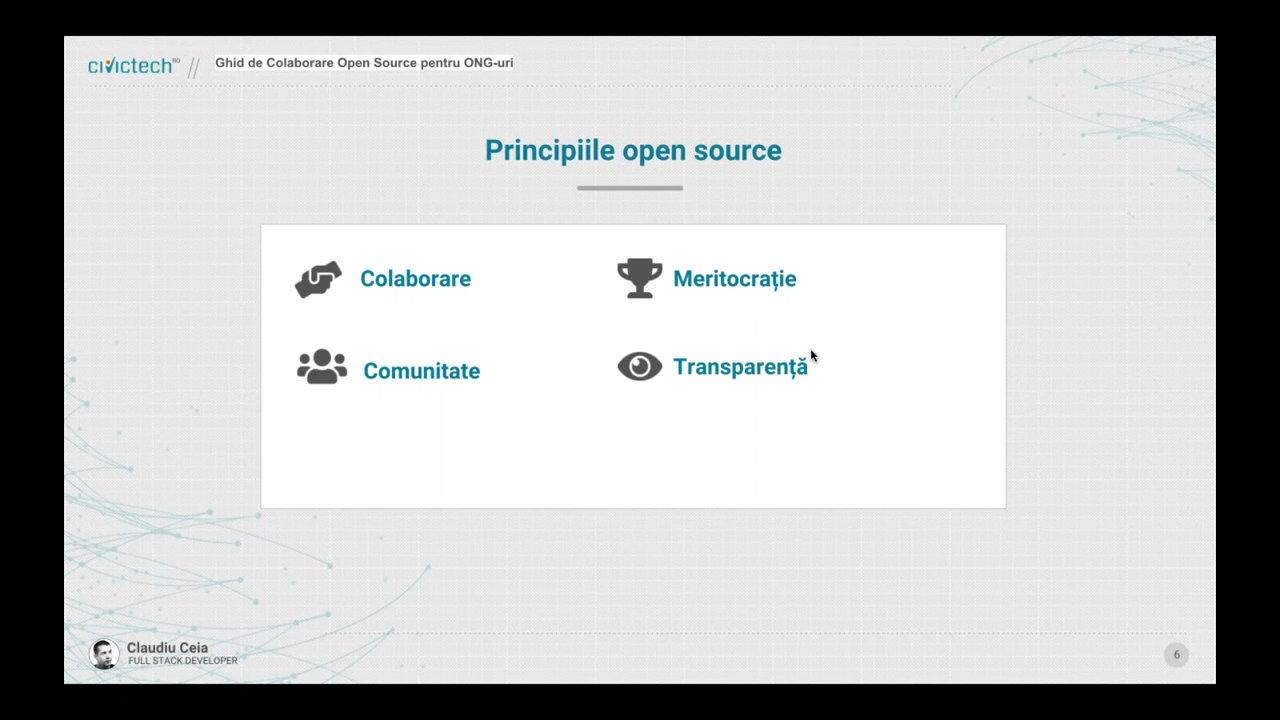 civictech RO // Ghid de Colaborare Open Source pentru ONG-uri
Principiile open source
Colaborare
Meritocrație
Comunitate
Transparență
Claudiu Ceia
FULL STACK DEVELOPER
6